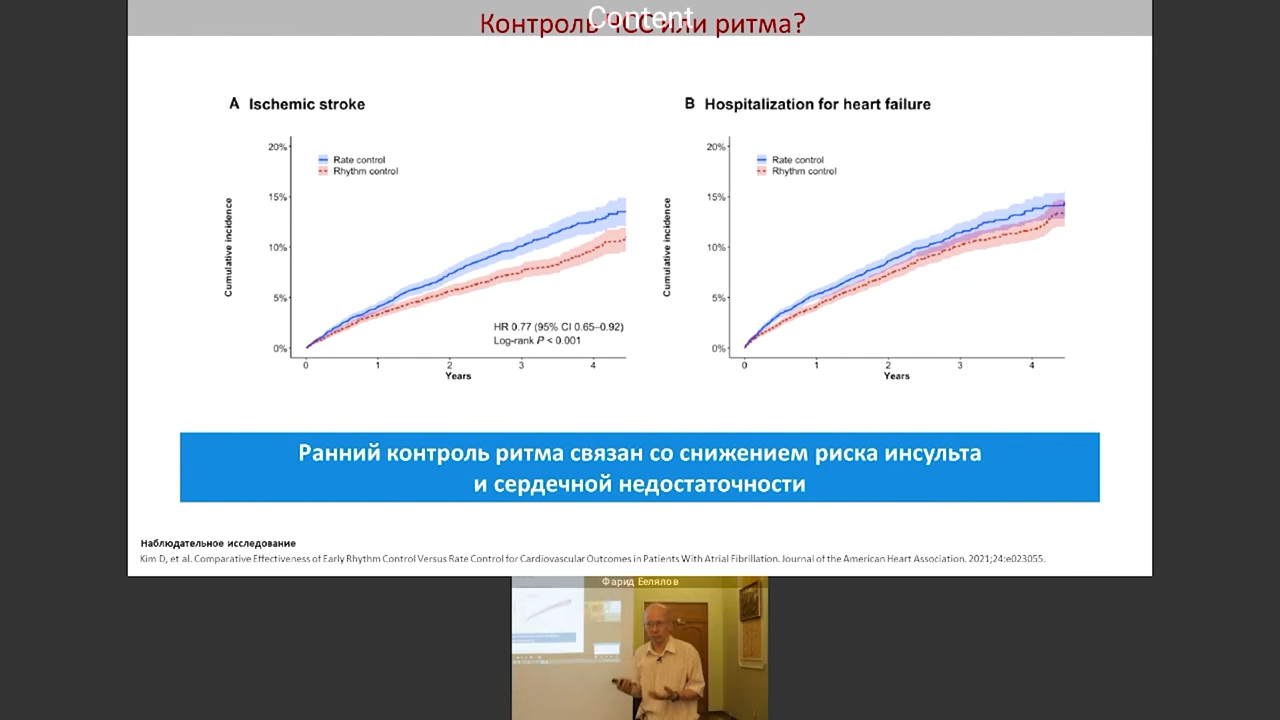 Content
Контроль ЧСС или ритма?
A Ischemic stroke
20%
15%
10%
5%
0%
Cumulative incidence
Rate control
Rhythm control
HR 0.77 (95% CI 0.65–0.92)
Log-rank P < 0.001
0 1 2 3 4
Years
B Hospitalization for heart failure
20%
15%
10%
5%
0%
Cumulative incidence
Rate control
Rhythm control
0 1 2 3 4
Years
Ранний контроль ритма связан со снижением риска инсульта
и сердечной недостаточности
Наблюдательное исследование
Kim D, et al. Comparative Effectiveness of Early Rhythm Control Versus Rate Control for Cardiovascular Outcomes in Patients With Atrial Fibrillation. Journal of the American Heart Association. 2021;24:e023055.
Фарид Белялов